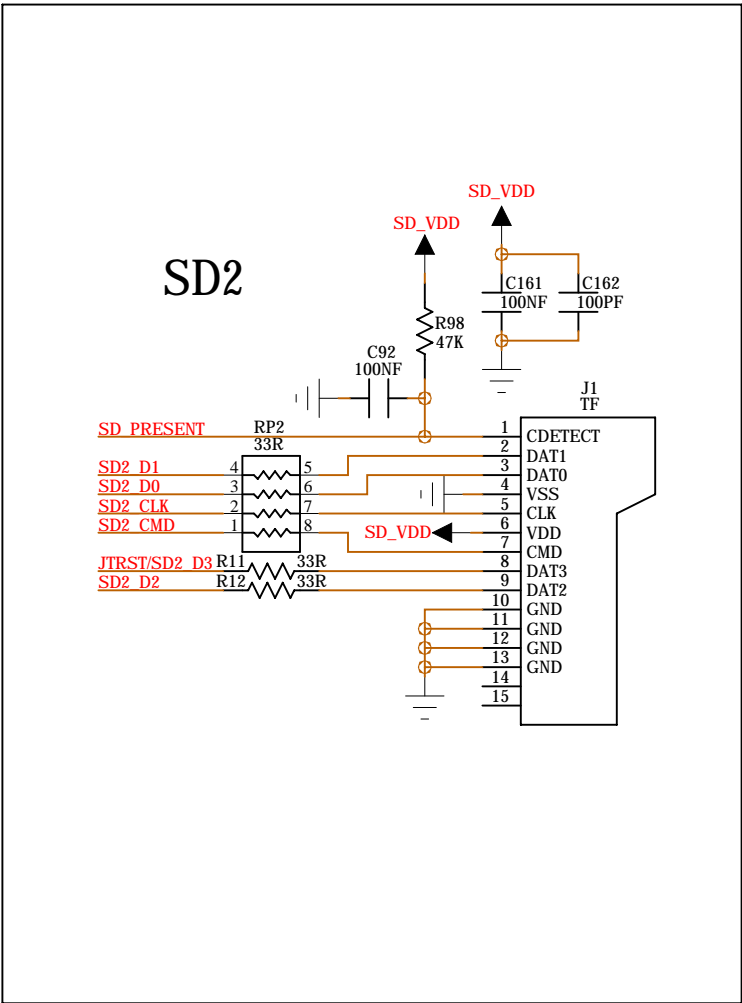 SD_VDD
SD_VDD
SD2
C161
100NF
C162
100PF
R98
47K
C92
100NF
J1
TF
SD_PRESENT
RP2
33R
1
CDETECT
2
DAT1
SD2_D1
4
5
3
DAT0
SD2_D0
3
6
4
VSS
SD2_CLK
2
7
5
CLK
SD2_CMD
1
8
SD_VDD
6
VDD
7
CMD
JTRST/SD2_D3
R11
33R
8
DAT3
SD2_D2
R12
33R
9
DAT2
10
GND
11
GND
12
GND
13
GND
14
15